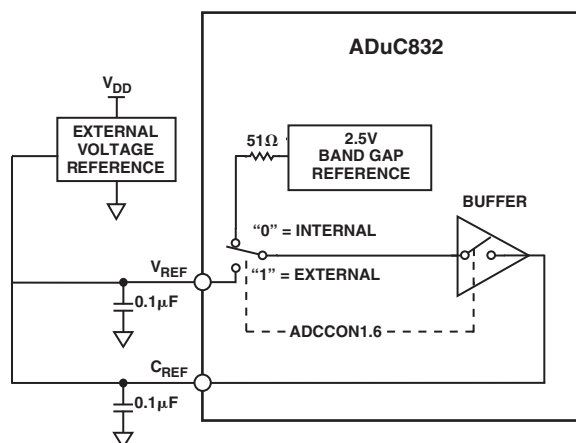 ADuC832
V_DD
EXTERNAL
VOLTAGE
REFERENCE
51Ω
2.5V
BAND GAP
REFERENCE
BUFFER
"0" = INTERNAL
V_REF
"1" = EXTERNAL
0.1μF
ADCCON1.6
C_REF
0.1μF